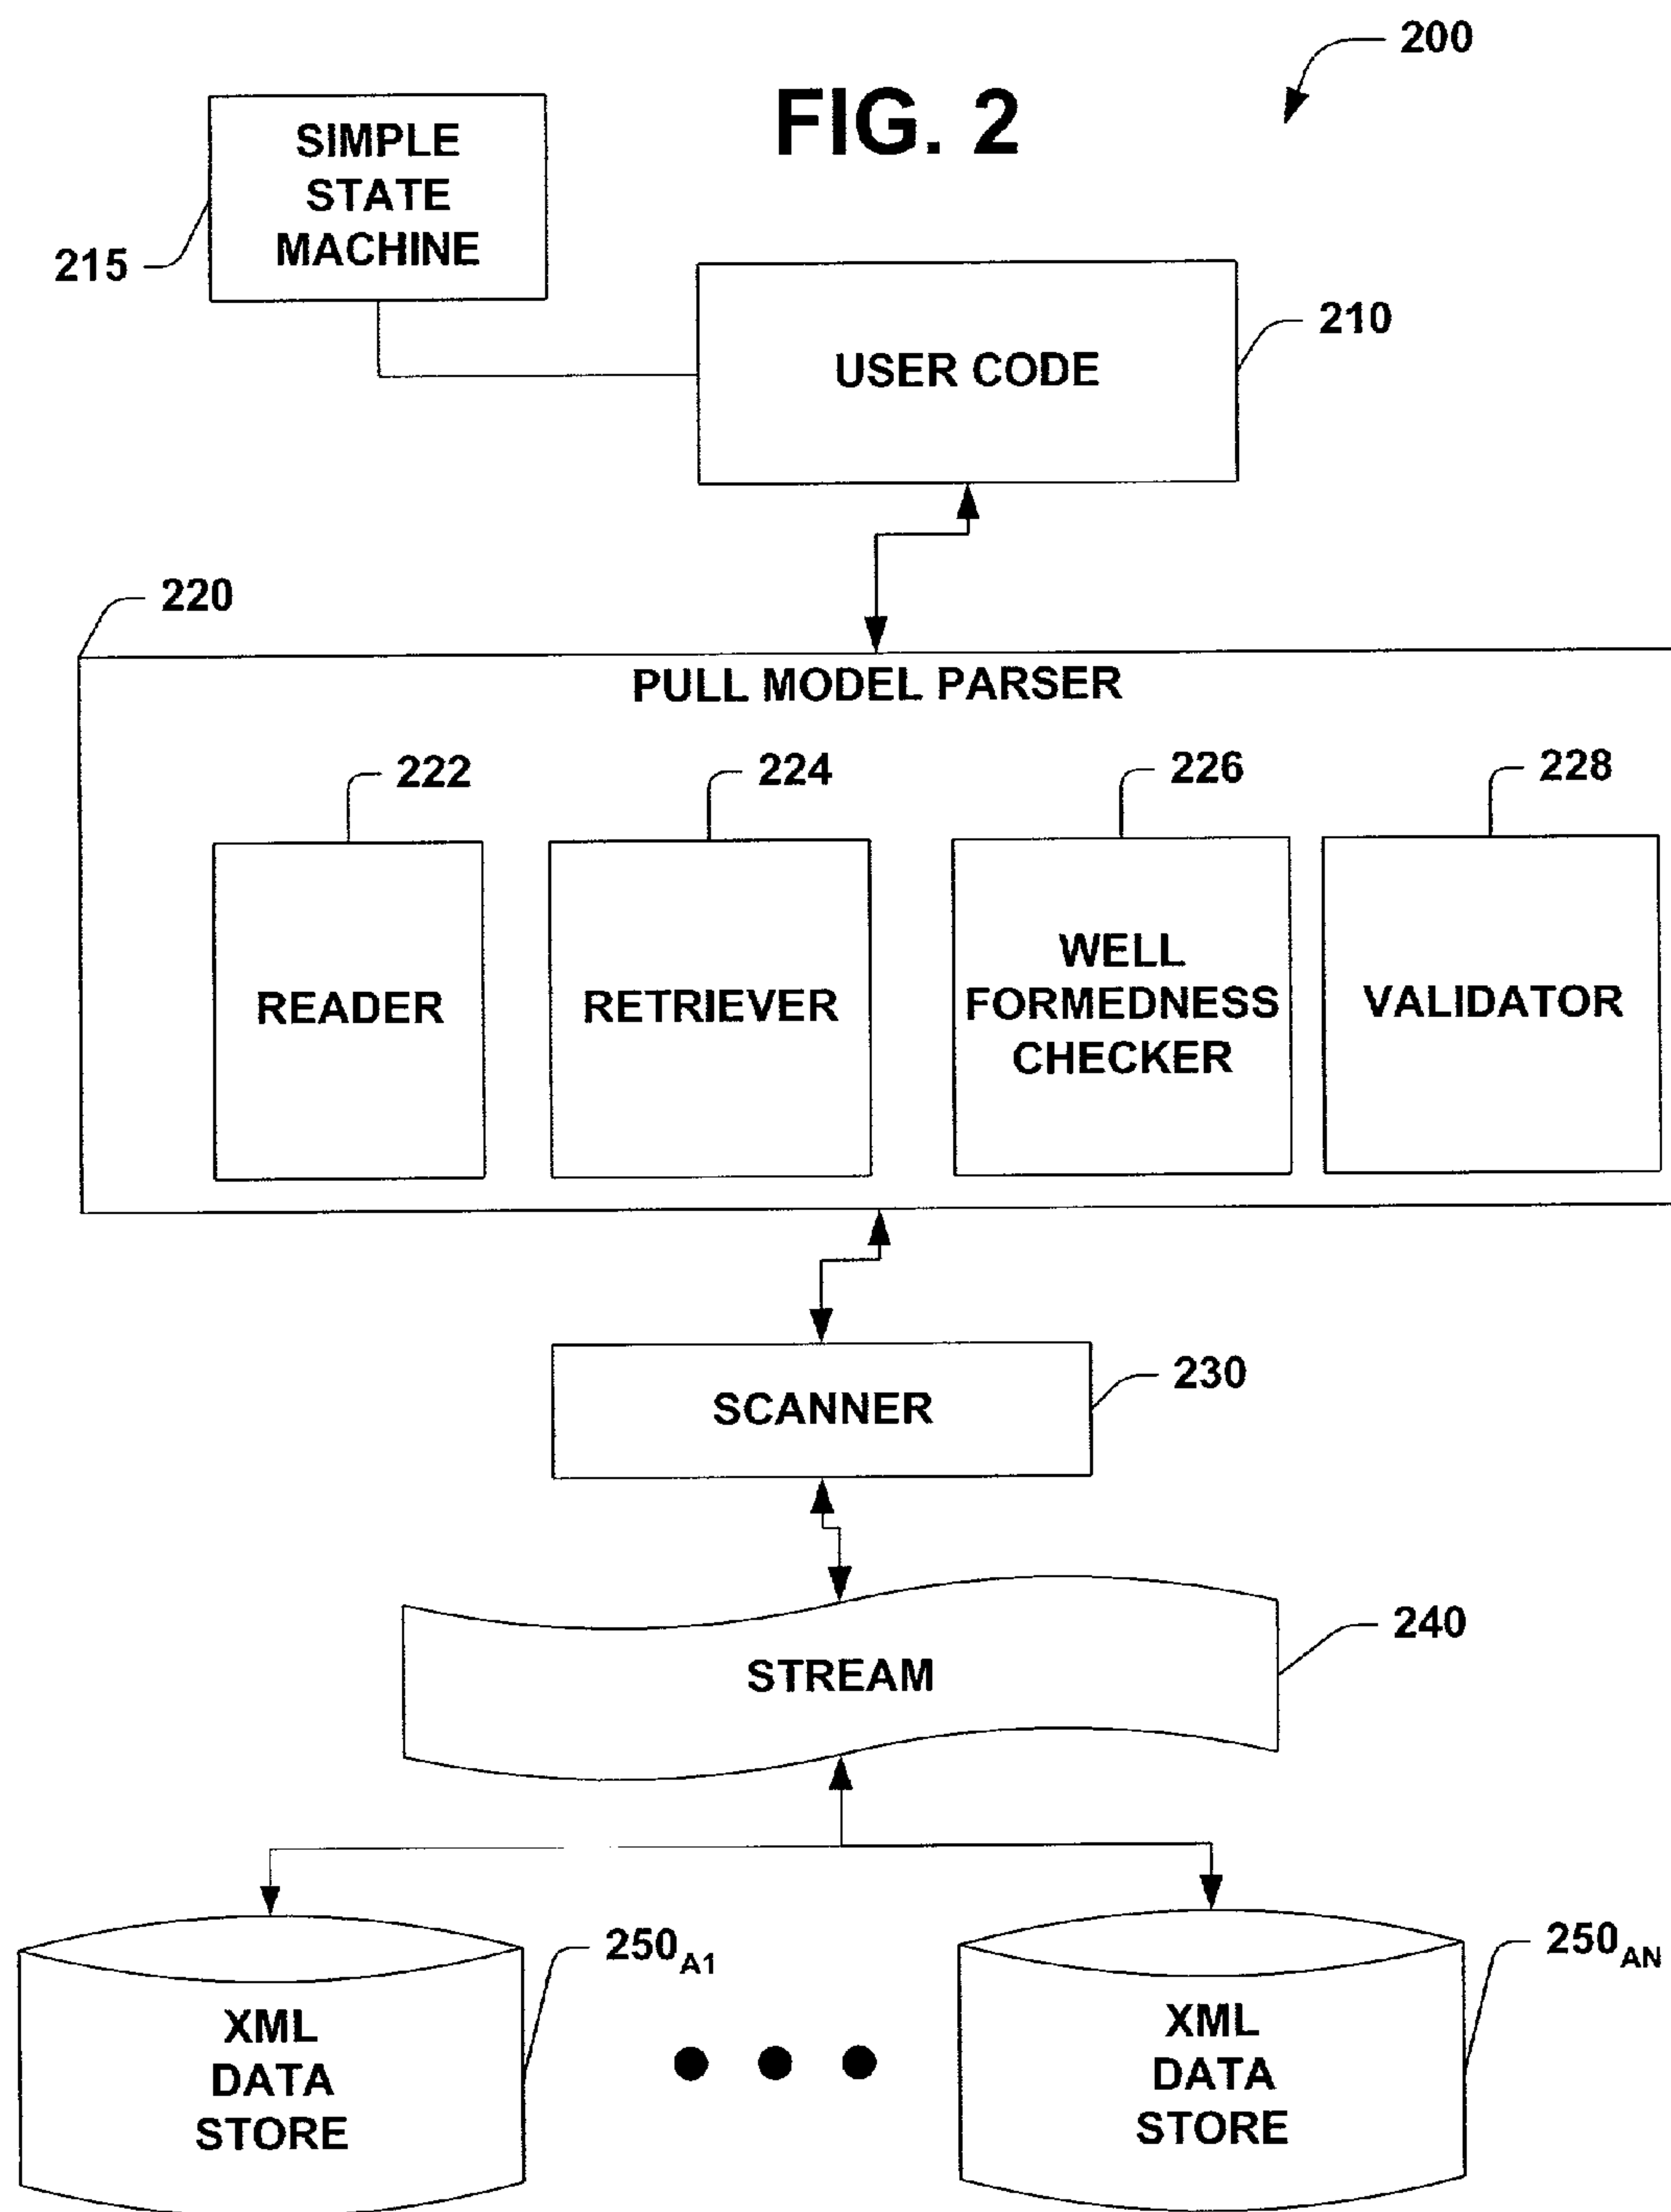 200
FIG. 2
SIMPLE
STATE
MACHINE
215
210
USER CODE
220
PULL MODEL PARSER
222
224
226
228
READER
RETRIEVER
WELL
FORMEDNESS
CHECKER
VALIDATOR
230
SCANNER
240
STREAM
250A1
250AN
XML
DATA
STORE
XML
DATA
STORE